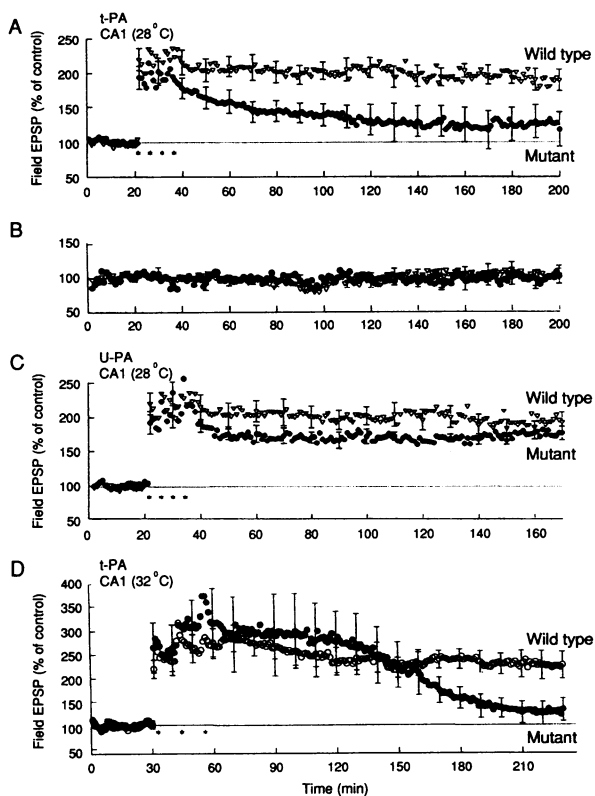 A
t-PA
CA1 (28°C)
Field EPSP (% of control)
250
200
150
100
50
Wild type
Mutant
0 20 40 60 80 100 120 140 160 180 200
B
150
100
50
0 20 40 60 80 100 120 140 160 180 200
C
U-PA
CA1 (28°C)
Field EPSP (% of control)
250
200
150
100
50
Wild type
Mutant
0 20 40 60 80 100 120 140 160
D
t-PA
CA1 (32°C)
Field EPSP (% of control)
400
350
300
250
200
150
100
50
Wild type
Mutant
0 30 60 90 120 150 180 210
Time (min)